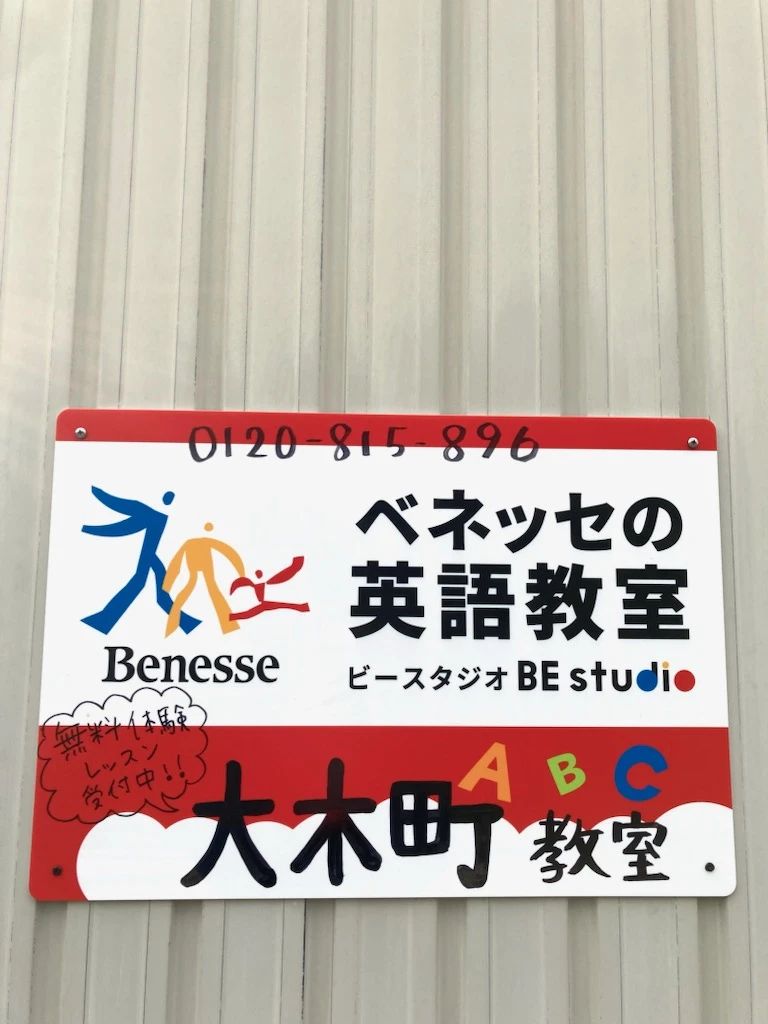 0120-815-896
ベネッセの
英語教室
Benesse
ビースタジオ BE studio
無料体験
レッスン
受付中!!
A B C
大木町 教室